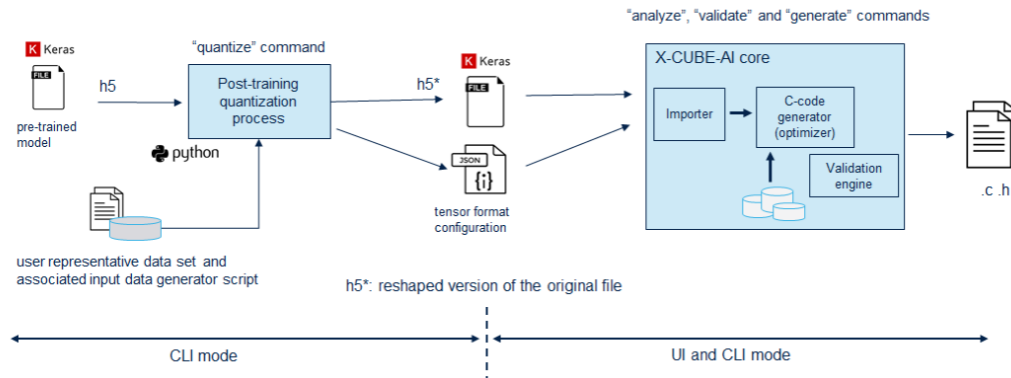 "analyze", "validate" and "generate" commands
K Keras
"quantize" command
X-CUBE-AI core
K Keras
FILE
h5
Post-training
quantization
process
h5*
FILE
Importer
C-code
generator
(optimizer)
pre-trained
model
python
JSON
{i}
Validation
engine
.c .h
tensor format
configuration
user representative data set and
associated input data generator script
h5*: reshaped version of the original file
CLI mode
UI and CLI mode